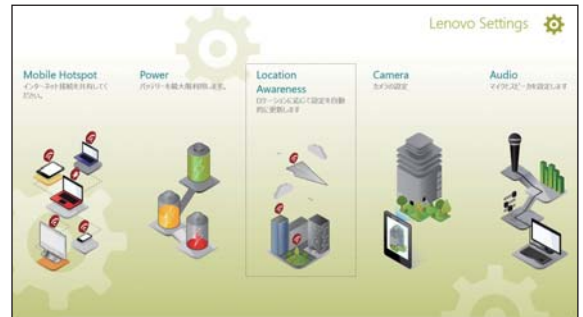 Lenovo Settings
Mobile Hotspot
インターネット接続を共有してく
ださい。
Power
バッテリーを最大限利用します。
Location
Awareness
ロケーションに応じて設定を自動
的に更新します
Camera
カメラの設定
Audio
マイクとスピーカを設定します